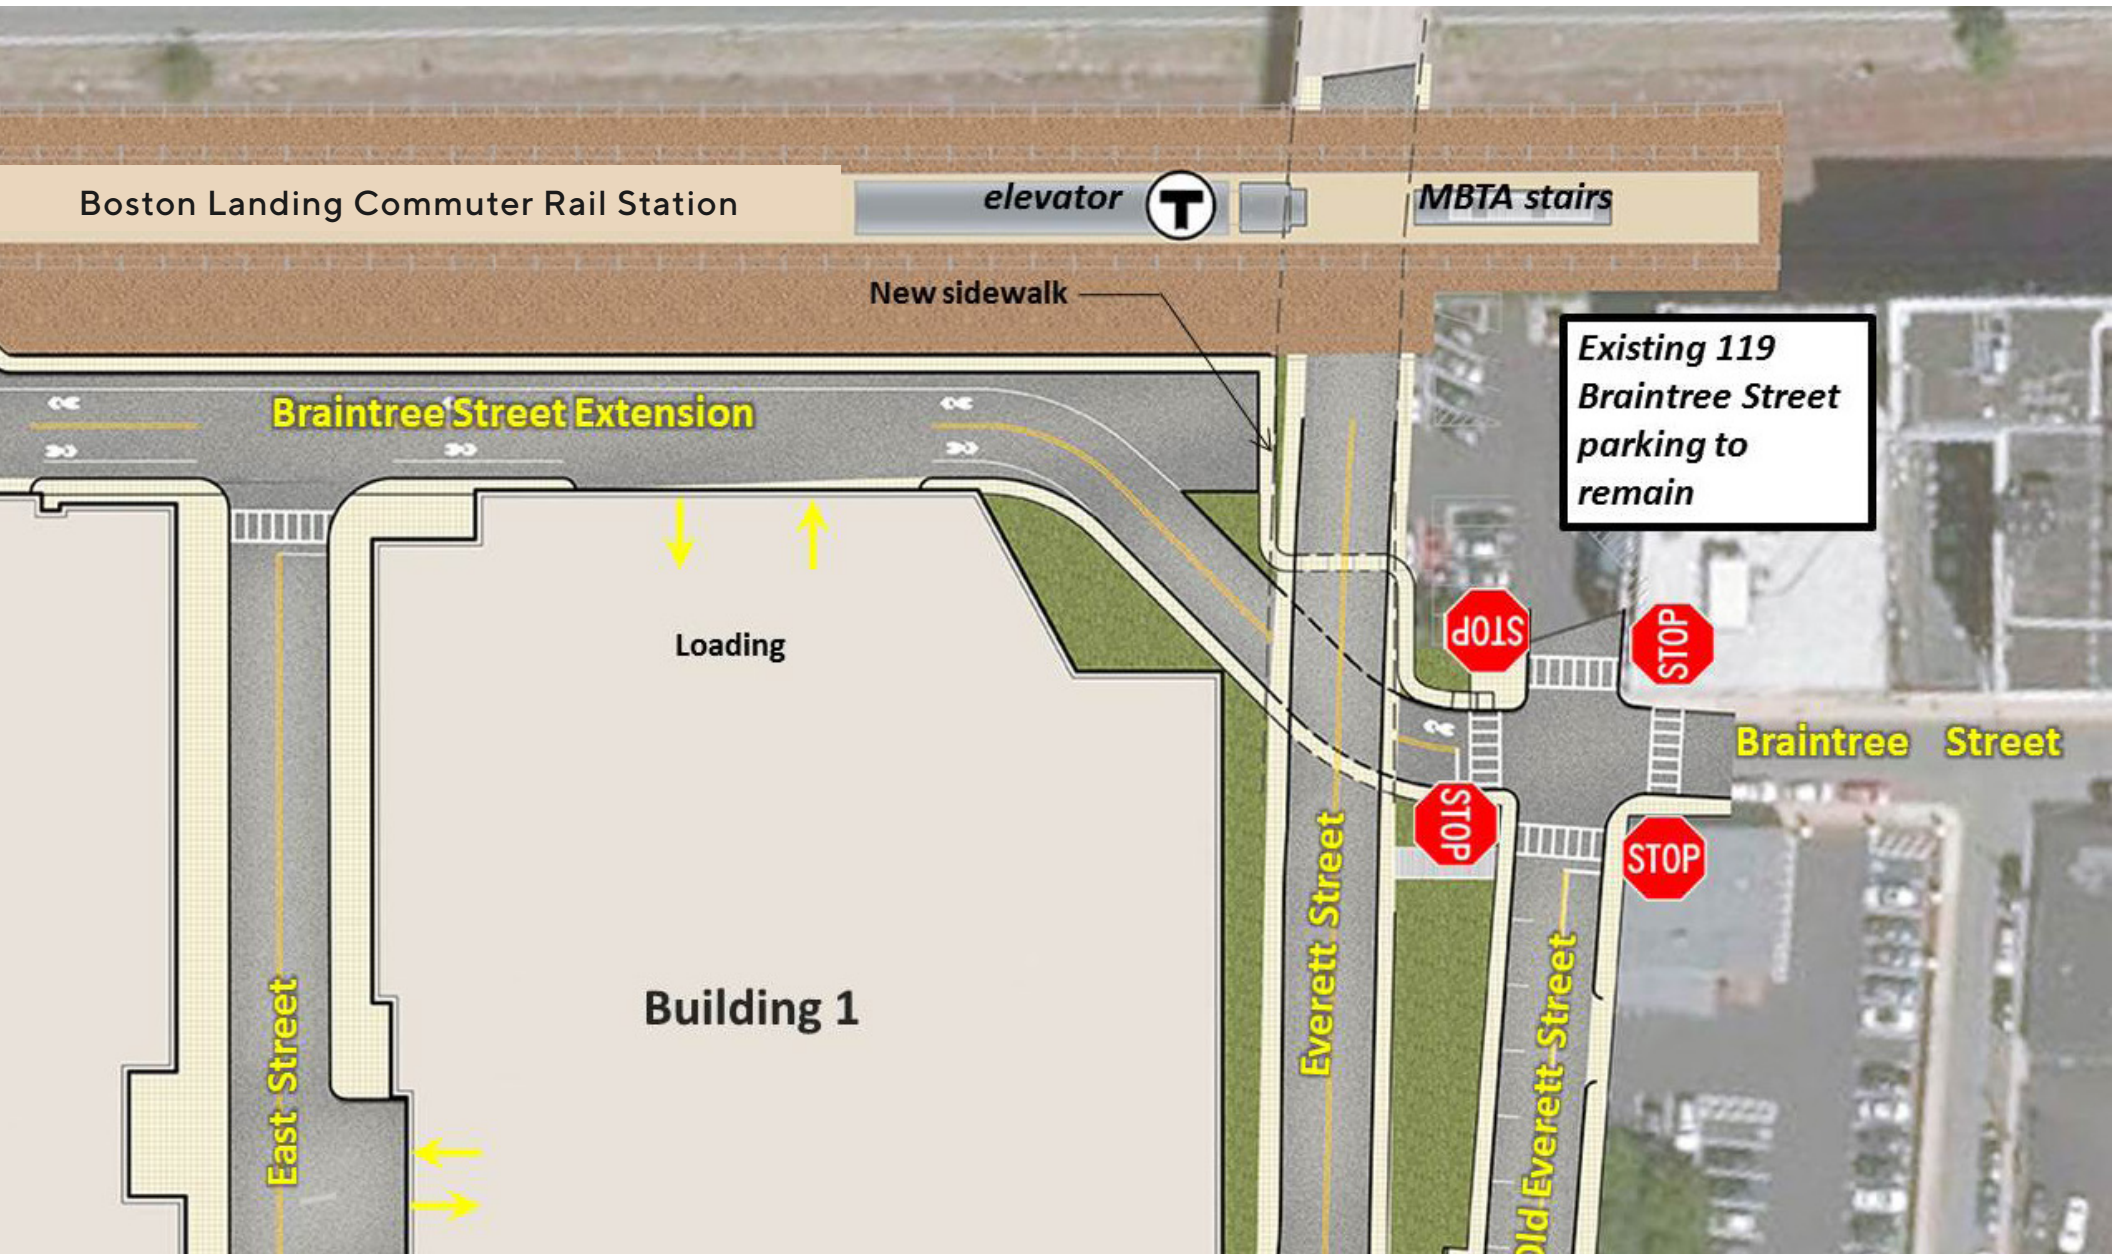 Boston Landing Commuter Rail Station
elevator
T
MBTA stairs
New sidewalk
Existing 119
Braintree Street
parking to
remain
Braintree Street Extension
STOP
STOP
Loading
Braintree Street
STOP
STOP
Building 1
Everett Street
East Street
Old Everett Street